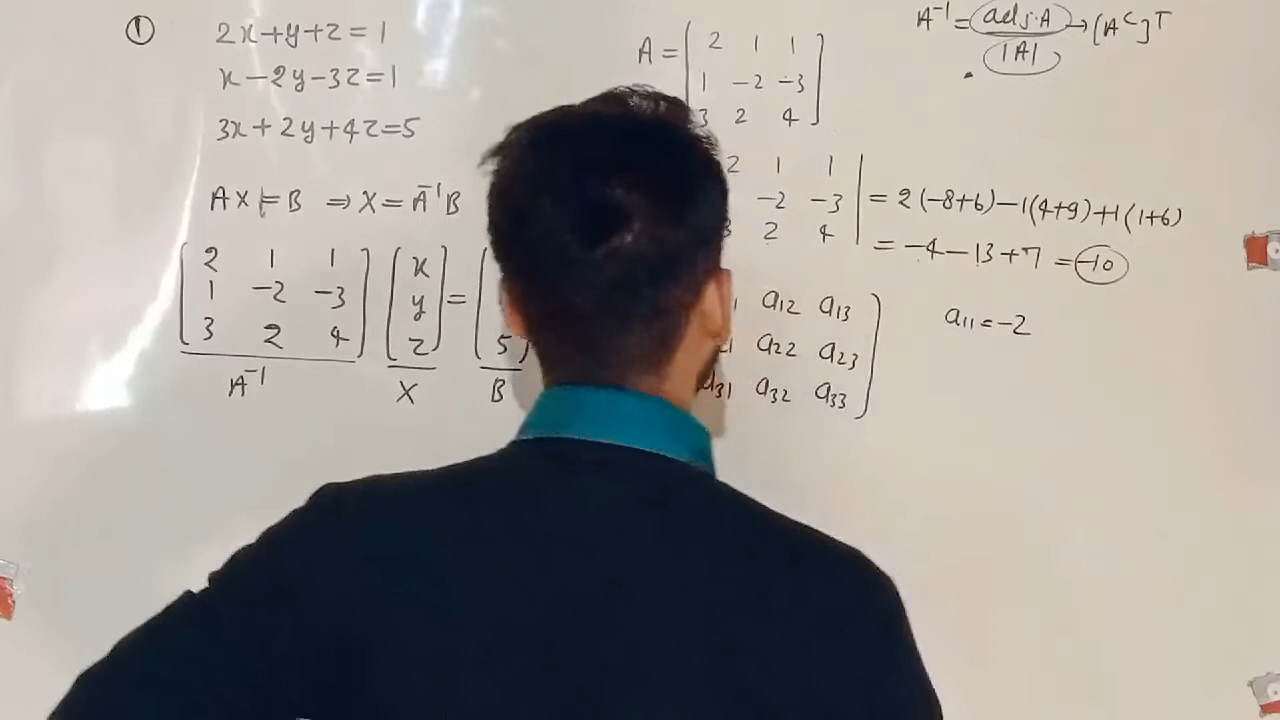 ① 2x+y+z=1
x-2y-3z=1
3x+2y+4z=5
AX=B ⇒ X=A⁻¹B
2 1 1
1 -2 -3
3 2 4
x
y
z
=
5
A⁻¹ X B
A= 2 1 1
1 -2 -3
3 2 4
A⁻¹= adj.A → [Aᶜ]ᵀ
|A|
2 1 1
-2 -3 = 2(-8+6)-1(4+9)+1(1+6)
2 4 = -4-13+7 = -10
a12 a13
a22 a23
a31 a32 a33
a11=-2